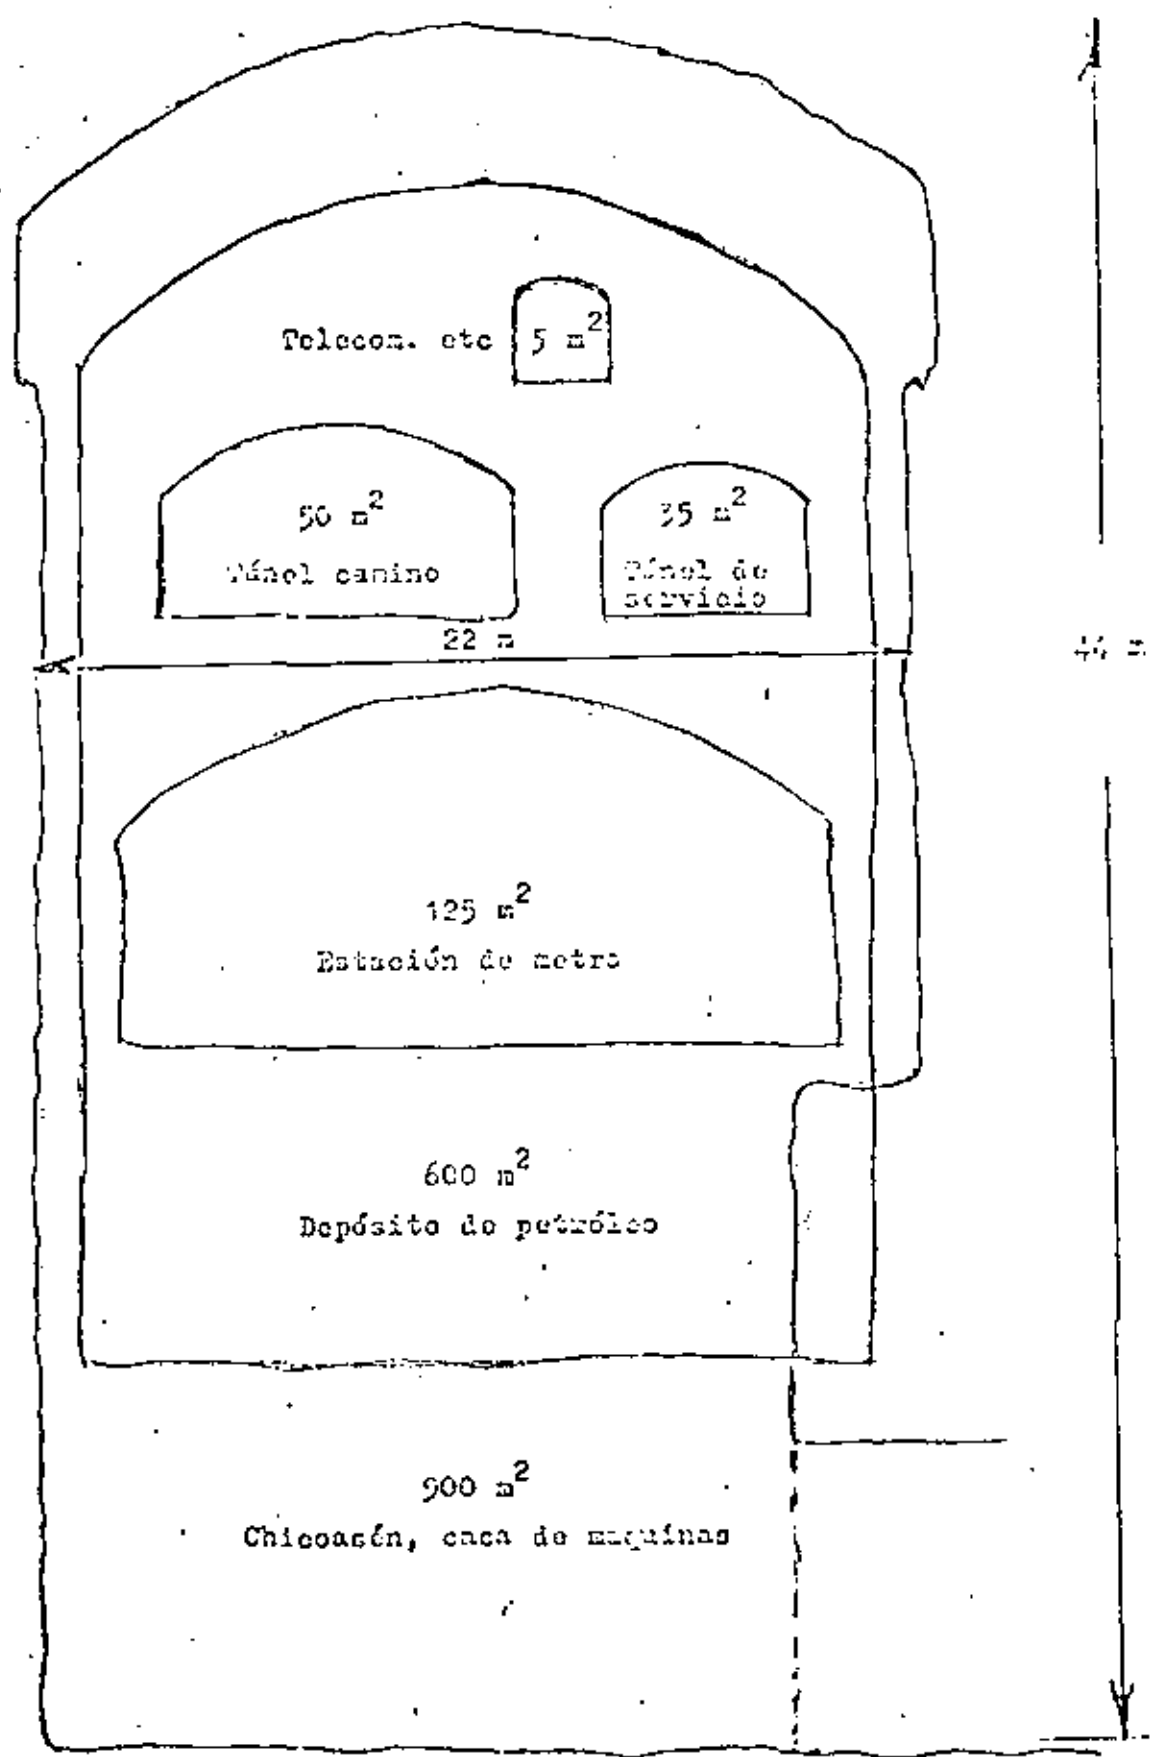 Telecom. etc 5 m²
50 m²
Túnel camino
35 m²
Túnel de
servicio
22 m
44 m
125 m²
Estación de metro
600 m²
Depósito de petróleo
900 m²
Chicoasén, casa de maquínas